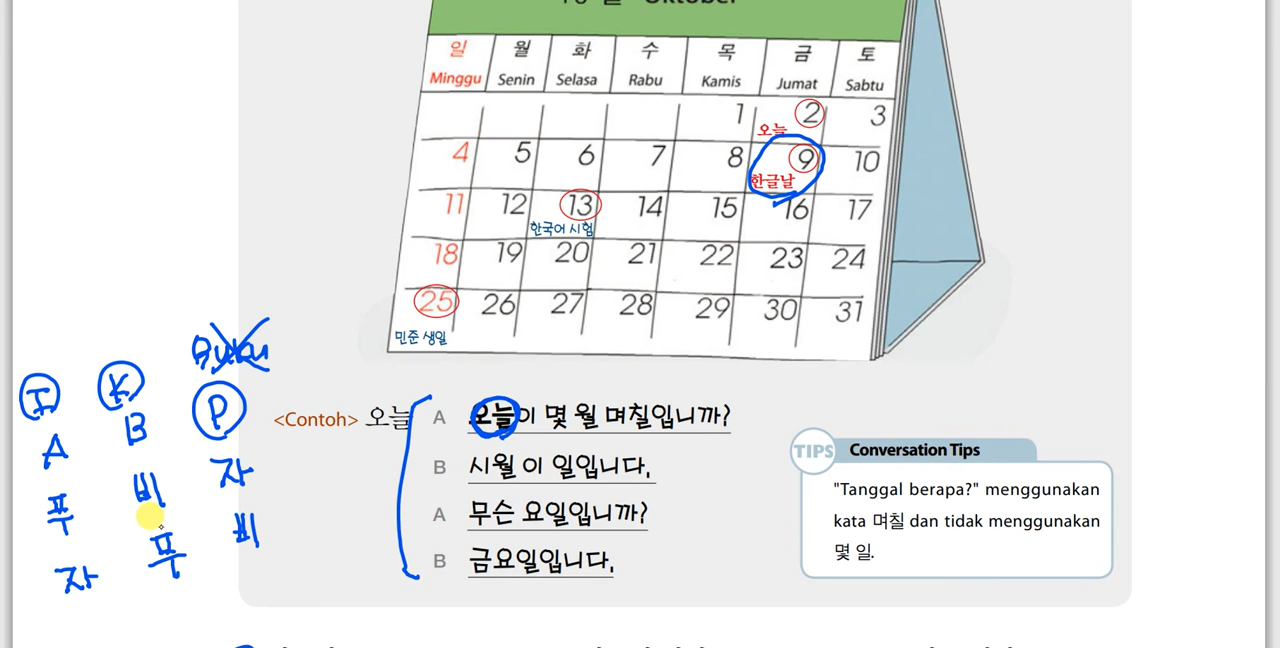 일 월 화 수 목 금 토
Minggu Senin Selasa Rabu Kamis Jumat Sabtu
1 2 3
오늘
4 5 6 7 8 9 10
한글날
11 12 13 14 15 16 17
한국어 시험
18 19 20 21 22 23 24
25 26 27 28 29 30 31
민준 생일
I K P
A B 자
푸 비 비
자 푸
<Contoh> 오늘
A 오늘이 몇 월 며칠입니까?
B 시월 이 일입니다.
A 무슨 요일입니까?
B 금요일입니다.
TIPS Conversation Tips
"Tanggal berapa?" menggunakan
kata 며칠 dan tidak menggunakan
몇 일.